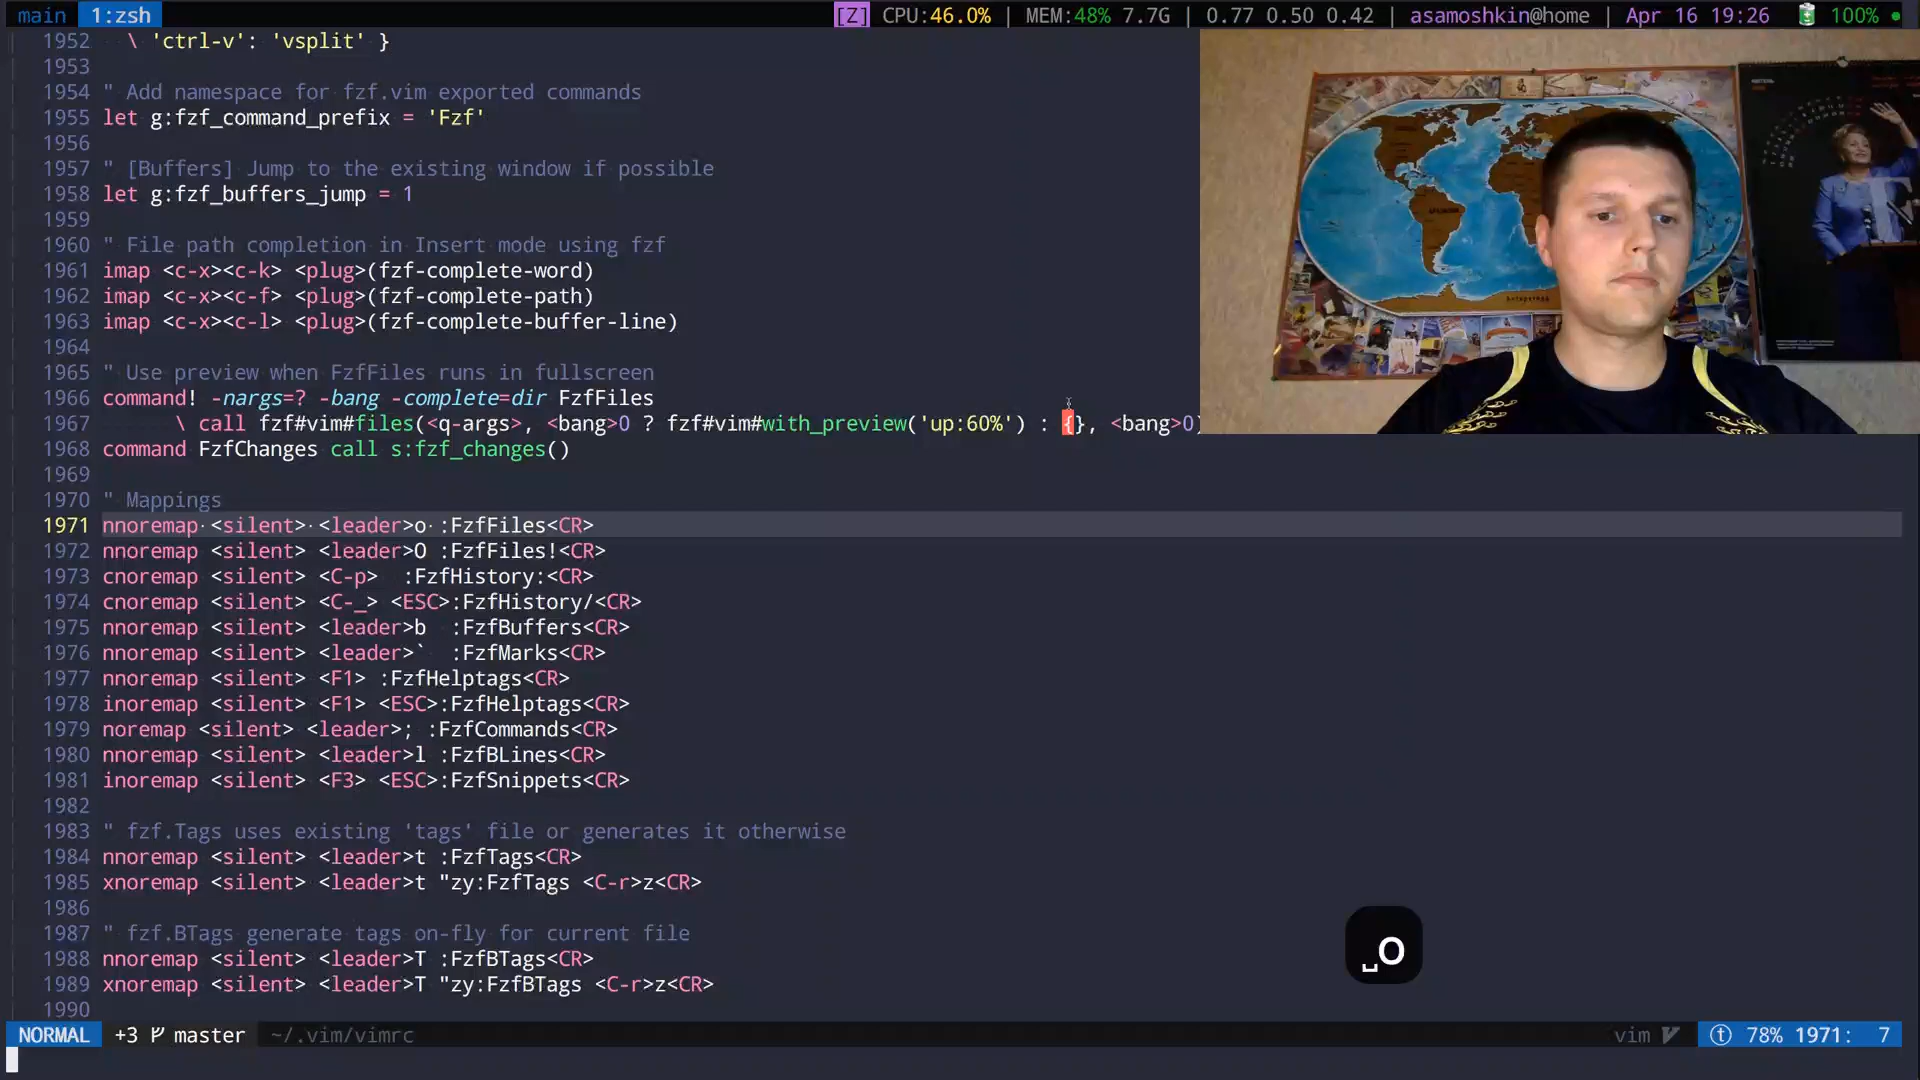 main 1:zsh [Z] CPU:46.0% | MEM:48% 7.7G | 0.77 0.50 0.42 | asamoshkin@home | Apr 16 19:26 100%
1952   \ 'ctrl-v': 'vsplit' }
1953
1954 " Add namespace for fzf.vim exported commands
1955 let g:fzf_command_prefix = 'Fzf'
1956
1957 " [Buffers] Jump to the existing window if possible
1958 let g:fzf_buffers_jump = 1
1959
1960 " File path completion in Insert mode using fzf
1961 imap <c-x><c-k> <plug>(fzf-complete-word)
1962 imap <c-x><c-f> <plug>(fzf-complete-path)
1963 imap <c-x><c-l> <plug>(fzf-complete-buffer-line)
1964
1965 " Use preview when FzfFiles runs in fullscreen
1966 command! -nargs=? -bang -complete=dir FzfFiles
1967       \ call fzf#vim#files(<q-args>, <bang>0 ? fzf#vim#with_preview('up:60%') : {}, <bang>0)
1968 command FzfChanges call s:fzf_changes()
1969
1970 " Mappings
1971 nnoremap·<silent>·<leader>o·:FzfFiles<CR>
1972 nnoremap <silent> <leader>O :FzfFiles!<CR>
1973 cnoremap <silent> <C-p>  :FzfHistory:<CR>
1974 cnoremap <silent> <C-_> <ESC>:FzfHistory/<CR>
1975 nnoremap <silent> <leader>b  :FzfBuffers<CR>
1976 nnoremap <silent> <leader>`  :FzfMarks<CR>
1977 nnoremap <silent> <F1> :FzfHelptags<CR>
1978 inoremap <silent> <F1> <ESC>:FzfHelptags<CR>
1979 noremap <silent> <leader>; :FzfCommands<CR>
1980 nnoremap <silent> <leader>l :FzfBLines<CR>
1981 inoremap <silent> <F3> <ESC>:FzfSnippets<CR>
1982
1983 " fzf.Tags uses existing 'tags' file or generates it otherwise
1984 nnoremap <silent> <leader>t :FzfTags<CR>
1985 xnoremap <silent> <leader>t "zy:FzfTags <C-r>z<CR>
1986
1987 " fzf.BTags generate tags on-fly for current file
1988 nnoremap <silent> <leader>T :FzfBTags<CR>
1989 xnoremap <silent> <leader>T "zy:FzfBTags <C-r>z<CR>
1990
␣o
NORMAL +3 master ~/.vim/vimrc vim ⓣ 78% 1971: 7